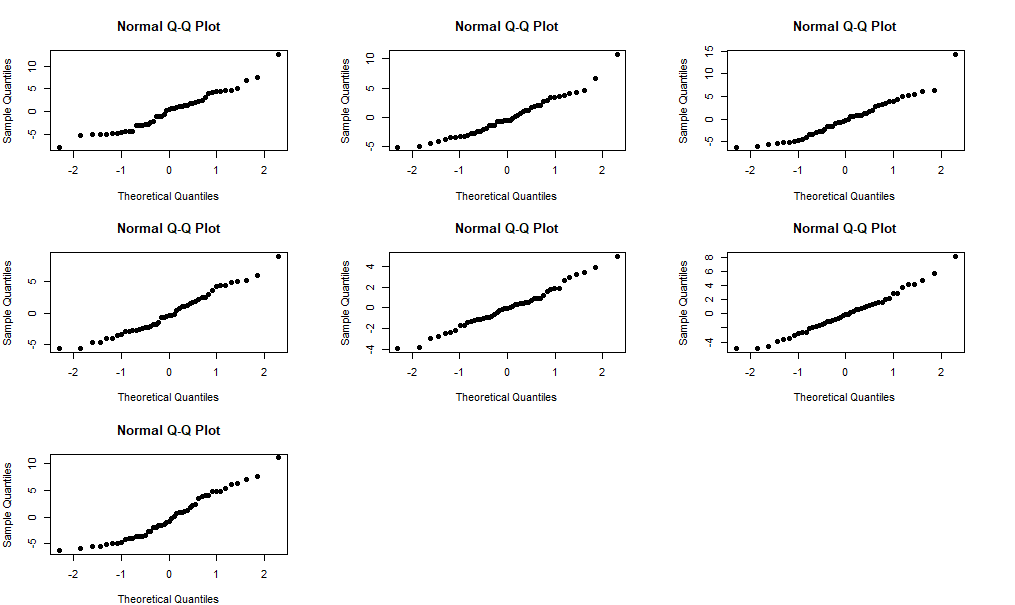 Normal Q-Q Plot Normal Q-Q Plot Normal Q-Q Plot
Sample Quantiles Sample Quantiles Sample Quantiles
-5 0 5 10 -5 0 5 10 -5 0 5 10 15
-2 -1 0 1 2 -2 -1 0 1 2 -2 -1 0 1 2
Theoretical Quantiles Theoretical Quantiles Theoretical Quantiles
Normal Q-Q Plot Normal Q-Q Plot Normal Q-Q Plot
Sample Quantiles Sample Quantiles Sample Quantiles
-5 0 5 -4 -2 0 2 4 -4 0 2 4 6 8
-2 -1 0 1 2 -2 -1 0 1 2 -2 -1 0 1 2
Theoretical Quantiles Theoretical Quantiles Theoretical Quantiles
Normal Q-Q Plot
Sample Quantiles
-5 0 5 10
-2 -1 0 1 2
Theoretical Quantiles